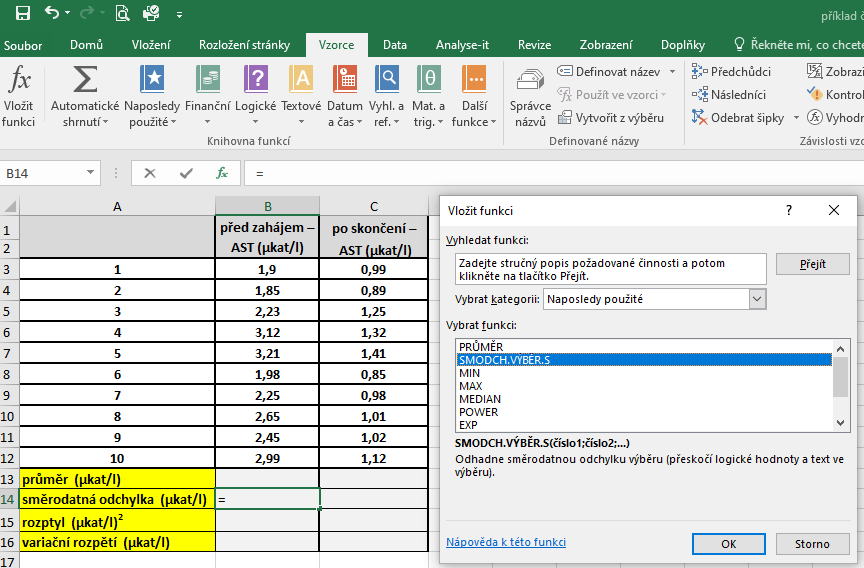 příklad č
Soubor Domů Vložení Rozložení stránky Vzorce Data Analyse-it Revize Zobrazení Doplňky Řekněte mi, co chcete
fx Σ ? A θ
Vložit funkci Automatické shrnutí Naposledy použité Finanční Logické Textové Datum a čas Vyhl. a ref. Mat. a trig. Další funkce
Knihovna funkcí
Správce názvů
Definovat název
Použít ve vzorci
Vytvořit z výběru
Definované názvy
Předchůdci
Následníci
Odebrat šipky
Zobrazi
Kontrol
Vyhodn
Závislosti vzo
B14 fx =
A B C
1 před zahájem – po skončení –
2 AST (µkat/l) AST (µkat/l)
3 1 1,9 0,99
4 2 1,85 0,89
5 3 2,23 1,25
6 4 3,12 1,32
7 5 3,21 1,41
8 6 1,98 0,85
9 7 2,25 0,98
10 8 2,65 1,01
11 9 2,45 1,02
12 10 2,99 1,12
13 průměr (µkat/l)
14 směrodatná odchylka (µkat/l) =
15 rozptyl (µkat/l)²
16 variační rozpětí (µkat/l)
17
Vložit funkci ?
Vyhledat funkci:
Zadejte stručný popis požadované činnosti a potom
klikněte na tlačítko Přejít.
Přejít
Vybrat kategorii: Naposledy použité
Vybrat funkci:
PRŮMĚR
SMODCH.VÝBĚR.S
MIN
MAX
MEDIAN
POWER
EXP
SMODCH.VÝBĚR.S(číslo1;číslo2;...)
Odhadne směrodatnou odchylku výběru (přeskočí logické hodnoty a text ve
výběru).
Nápověda k této funkci
OK Storno